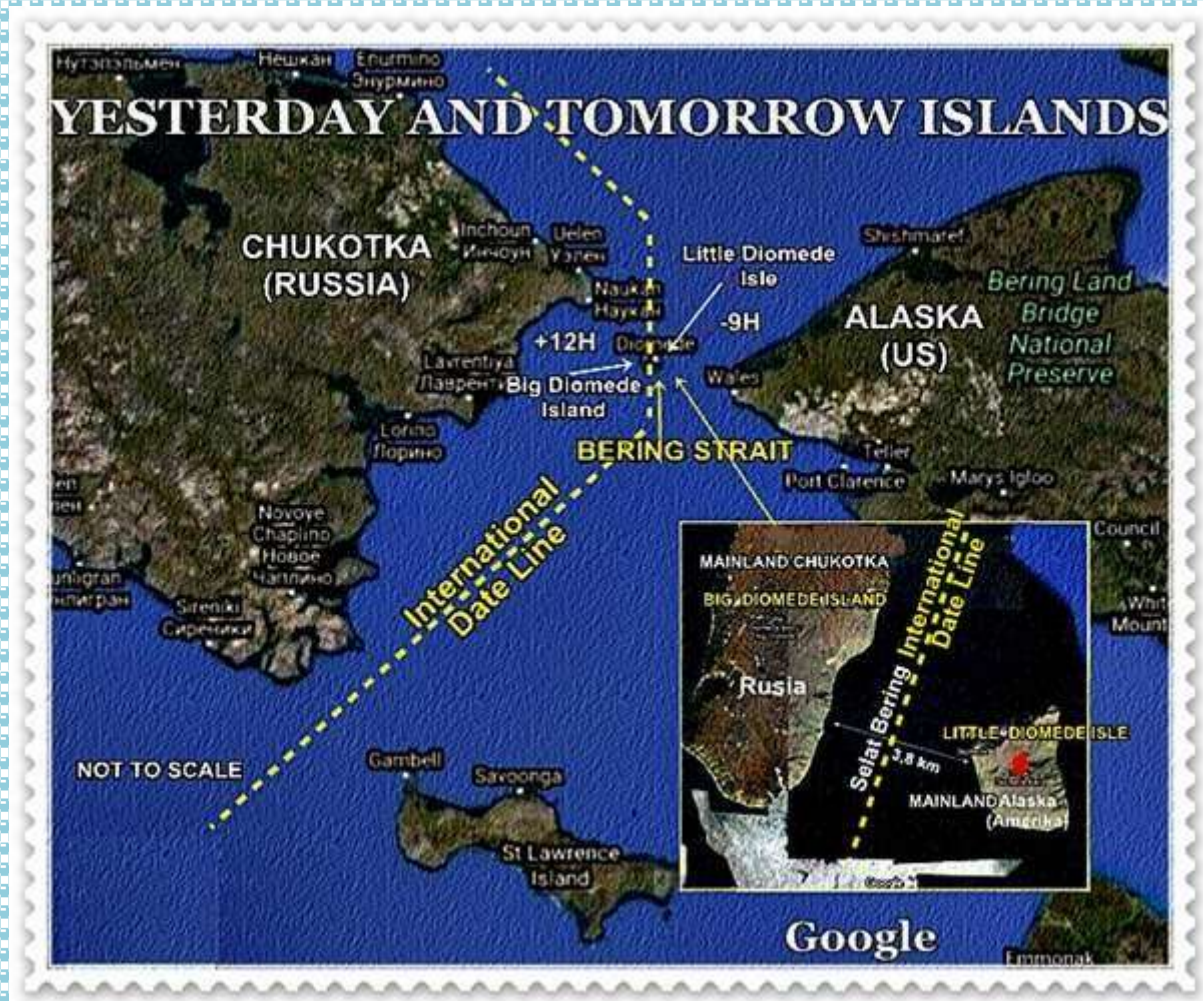 Нутэпэльмен
Нешкан
Enurmino
Энурмино
YESTERDAY AND TOMORROW ISLANDS
CHUKOTKA
(RUSSIA)
Inchoun
Инчоун
Uelen
Уэлен
Naukan
Наукан
Little Diomede
Isle
Shishmaref
ALASKA
(US)
Bering Land
Bridge
National
Preserve
+12H
-9H
Diomede
Lavrentiya
Big Diomede
Island
Wales
Lorino
Лорино
BERING STRAIT
Teller
Port Clarence
Marys Igloo
Council
International
Date Line
Novoye
Chaplino
Новое
Чаплино
Sireniki
Сиреники
NOT TO SCALE
Gambell
Savoonga
St Lawrence
Island
MAINLAND CHUKOTKA
BIG DIOMEDE ISLAND
Rusia
Selat Bering
International
Date Line
3,8 km
LITTLE DIOMEDE ISLE
MAINLAND Alaska
(Amerika)
Google
Google
Emmonak